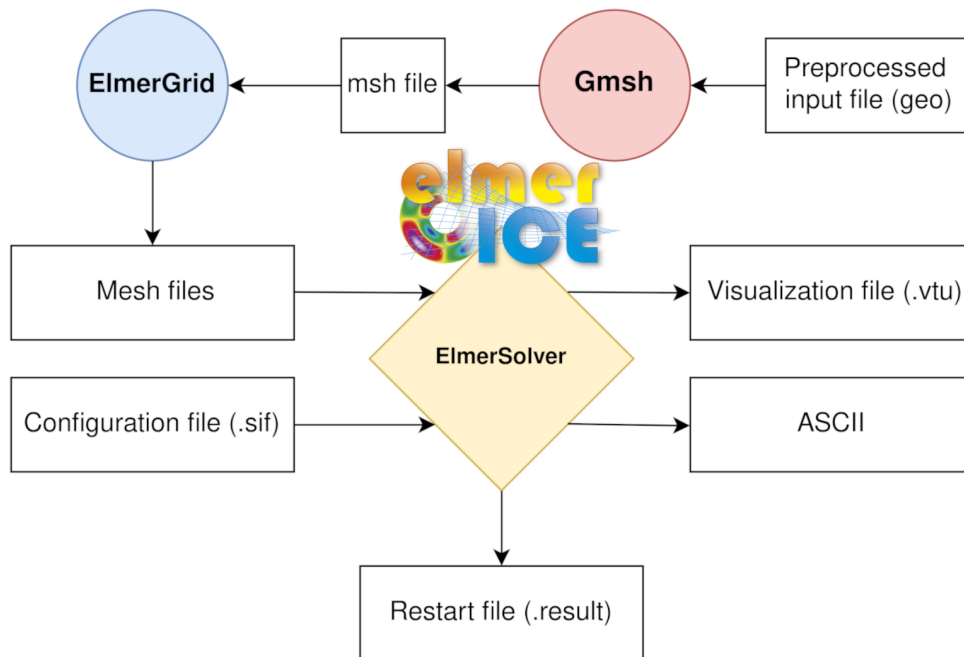 ElmerGrid
msh file
Gmsh
Preprocessed
input file (geo)
elmer
ICE
Mesh files
Visualization file (.vtu)
ElmerSolver
Configuration file (.sif)
ASCII
Restart file (.result)